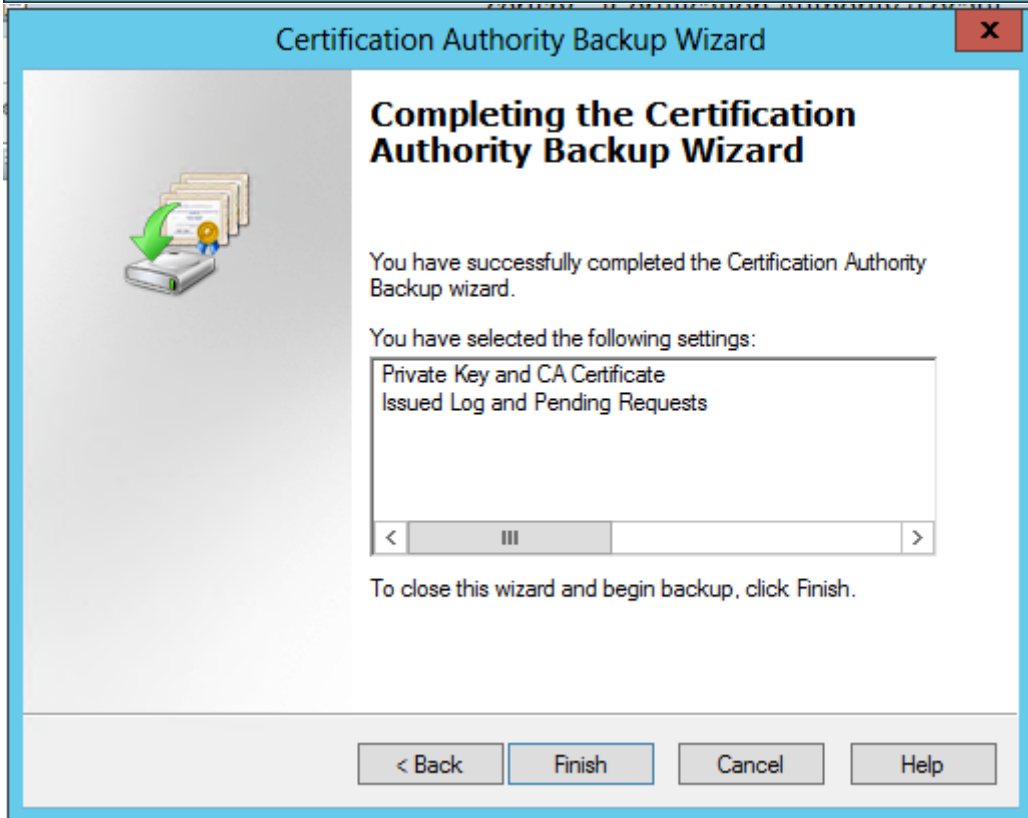 Certification Authority Backup Wizard
x
Completing the Certification
Authority Backup Wizard
You have successfully completed the Certification Authority
Backup wizard.
You have selected the following settings:
Private Key and CA Certificate
Issued Log and Pending Requests
To close this wizard and begin backup, click Finish.
< Back
Finish
Cancel
Help